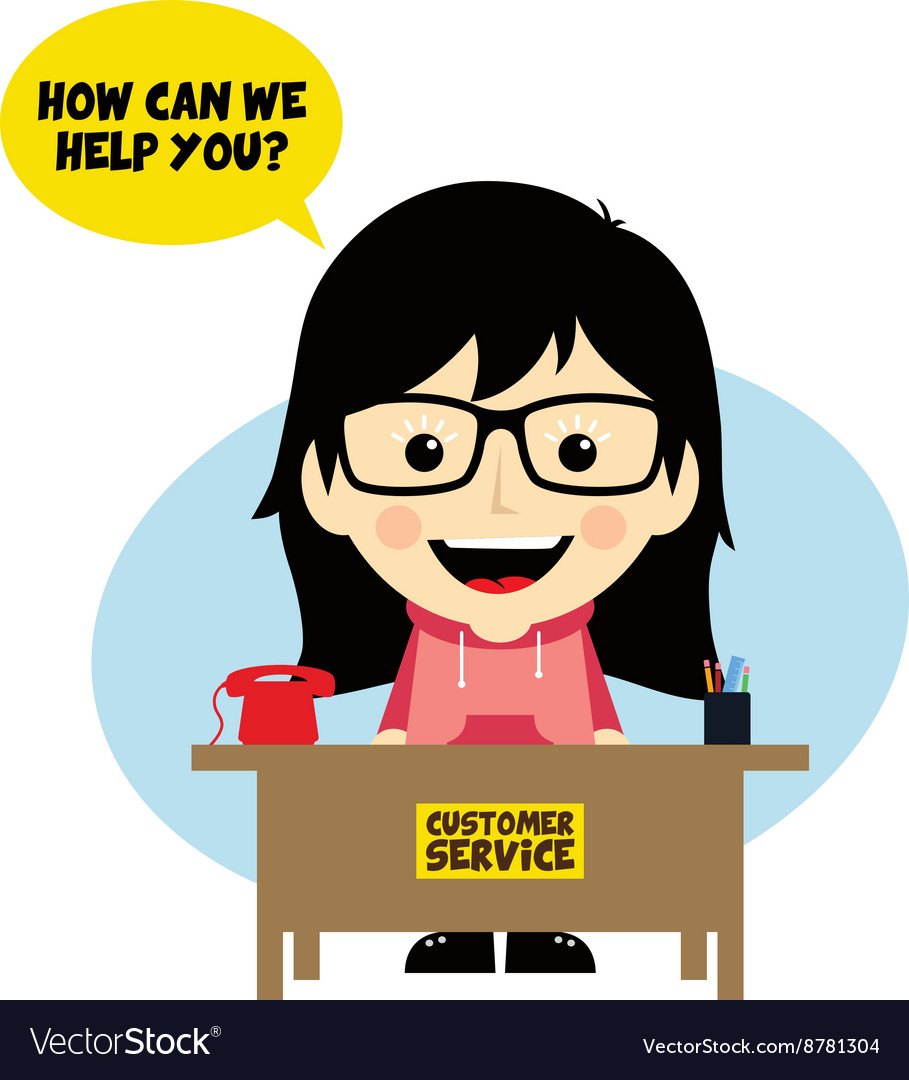 HOW CAN WE
HELP YOU?
CUSTOMER
SERViCE
VectorStock®
VectorStock.com/8781304